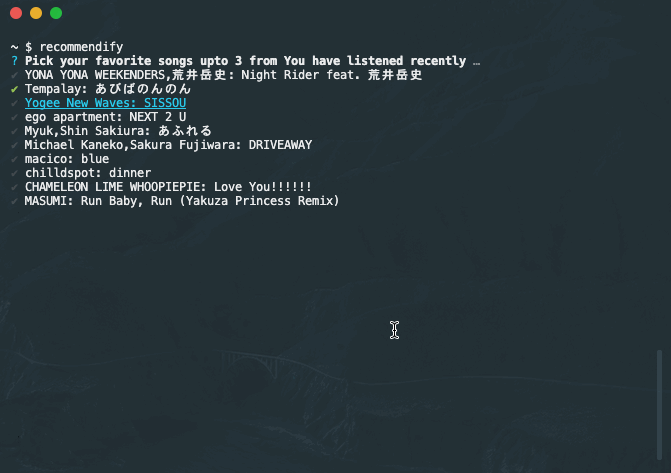 ~ $ recommendify
? Pick your favorite songs upto 3 from You have listened recently …
✔ YONA YONA WEEKENDERS,荒井岳史: Night Rider feat. 荒井岳史
✔ Tempalay: あびばのんのん
✔ Yogee New Waves: SISSOU
✔ ego apartment: NEXT 2 U
✔ Myuk,Shin Sakiura: あふれる
✔ Michael Kaneko,Sakura Fujiwara: DRIVEAWAY
✔ macico: blue
✔ chilldspot: dinner
✔ CHAMELEON LIME WHOOPIEPIE: Love You!!!!!!
✔ MASUMI: Run Baby, Run (Yakuza Princess Remix)